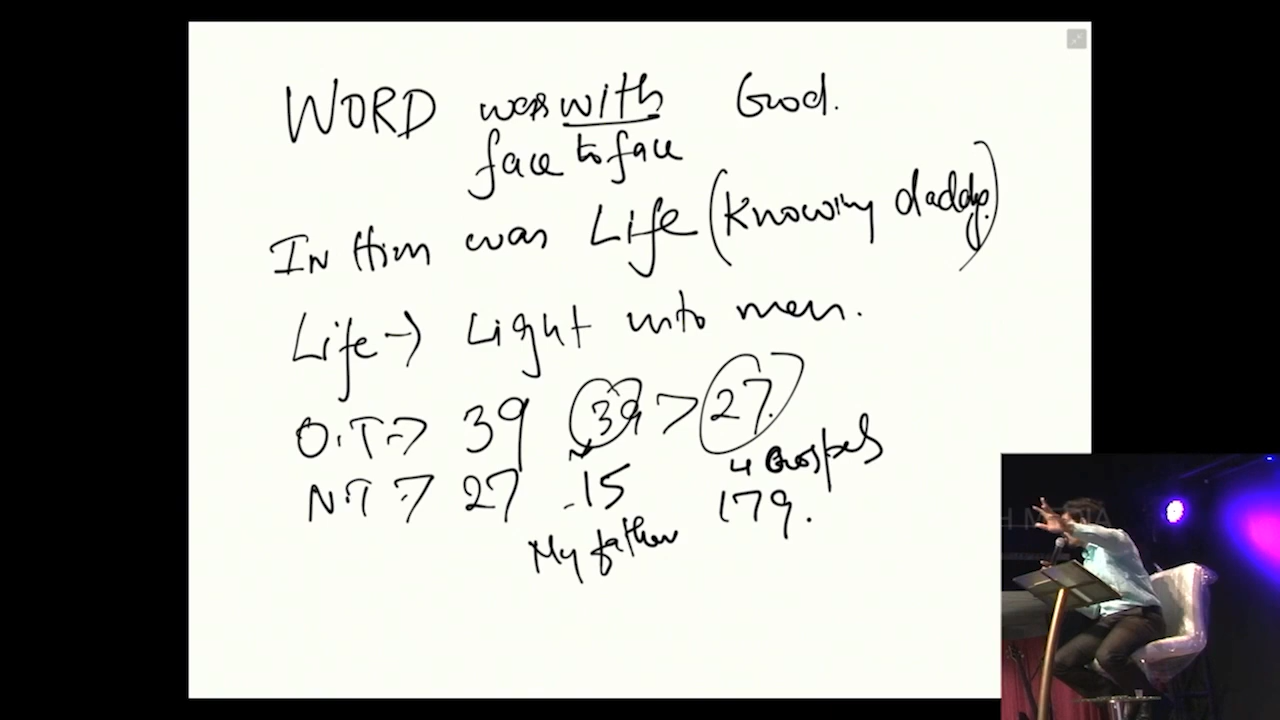 WORD was with God.
face to face
In Him was Life (Knowing daddy.)
Life → Light unto men.
O.T → 39 39 > 27.
4 Gospels
N.T → 27 15 179.
My father
H MEDIA